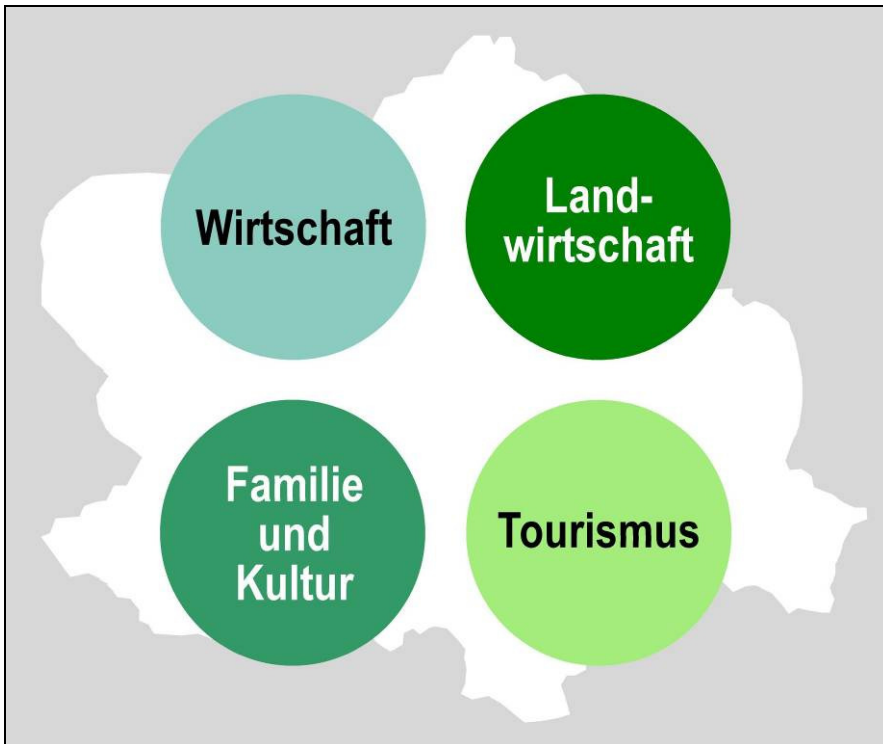 Wirtschaft
Land-
wirtschaft
Familie
und
Kultur
Tourismus